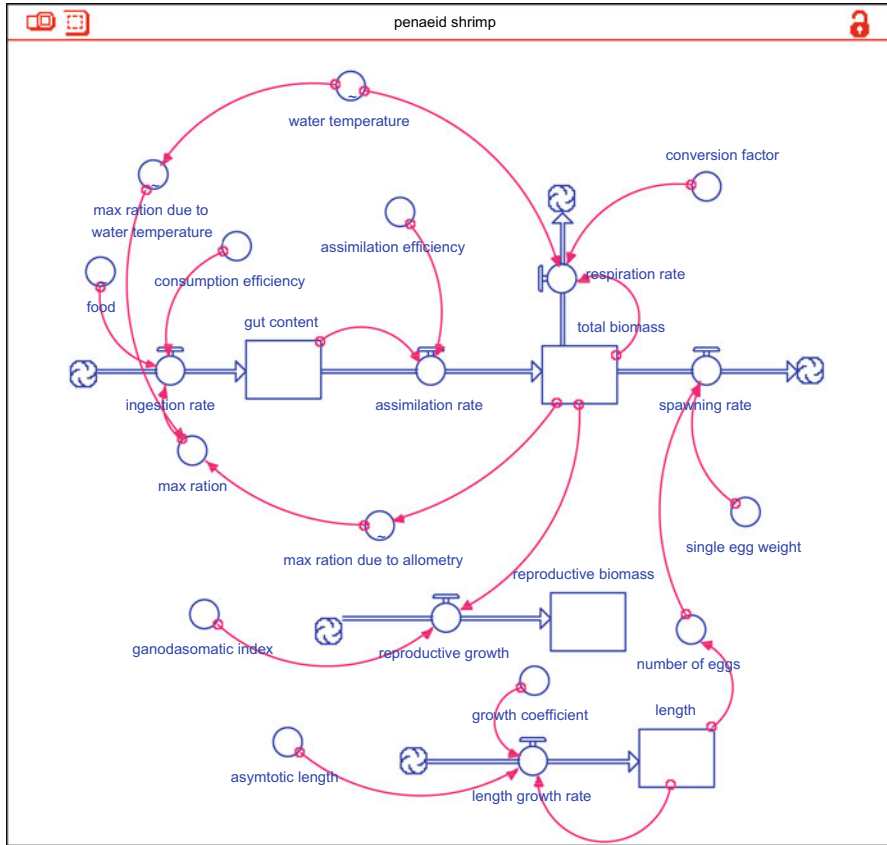 penaeid shrimp
water temperature
conversion factor
max ration due to
water temperature
assimilation efficiency
consumption efficiency
respiration rate
food
gut content
total biomass
ingestion rate
assimilation rate
spawning rate
max ration
max ration due to allometry
single egg weight
reproductive biomass
ganodasomatic index
reproductive growth
number of eggs
growth coefficient
length
asymtotic length
length growth rate